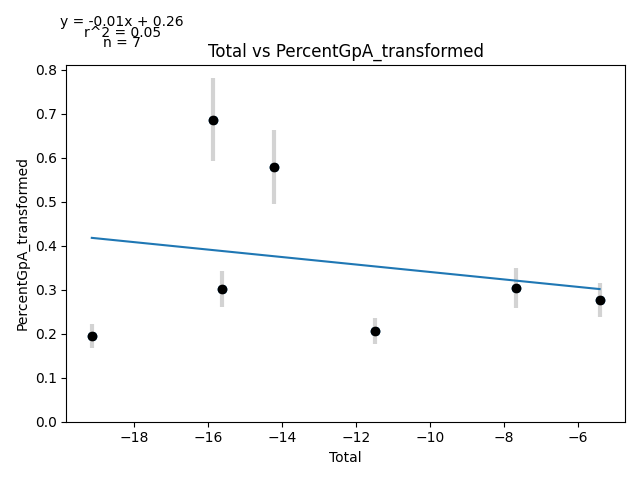 y = -0.01x + 0.26
r^2 = 0.05
n = 7
Total vs PercentGpA_transformed
0.8
0.7
0.6
0.5
0.4
0.3
0.2
0.1
0.0
PercentGpA_transformed
−18 −16 −14 −12 −10 −8 −6
Total